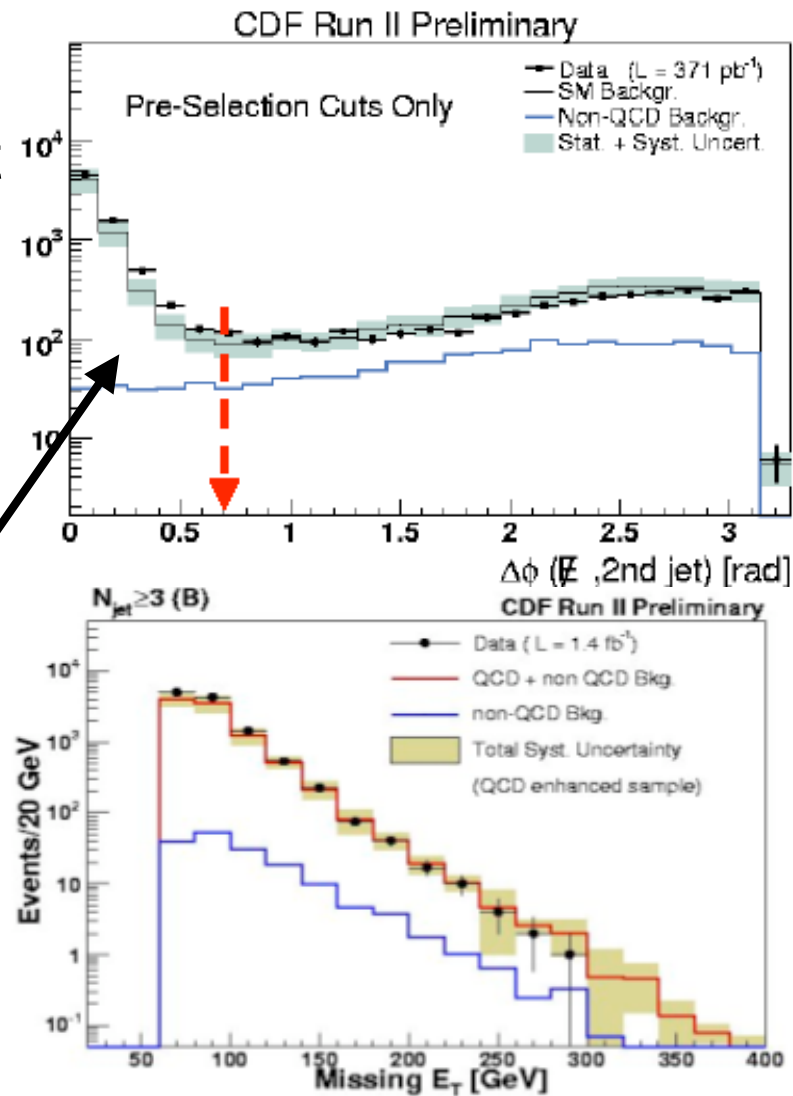 CDF Run II Preliminary
Pre-Selection Cuts Only
Data (L = 371 pb⁻¹)
SM Backgr.
Non-QCD Backgr.
Stat. + Syst. Uncert.
10⁴
10³
10²
10
0 0.5 1 1.5 2 2.5 3
Δϕ (E̸ ,2nd jet) [rad]
N_jet≥3 (B) CDF Run II Preliminary
Data ( L = 1.4 fb⁻¹)
QCD + non QCD Bkg.
non-QCD Bkg.
Total Syst. Uncertainty
(QCD enhanced sample)
Events/20 GeV
10⁴
10³
10²
10
1
10⁻¹
50 100 150 200 250 300 350 400
Missing E_T [GeV]